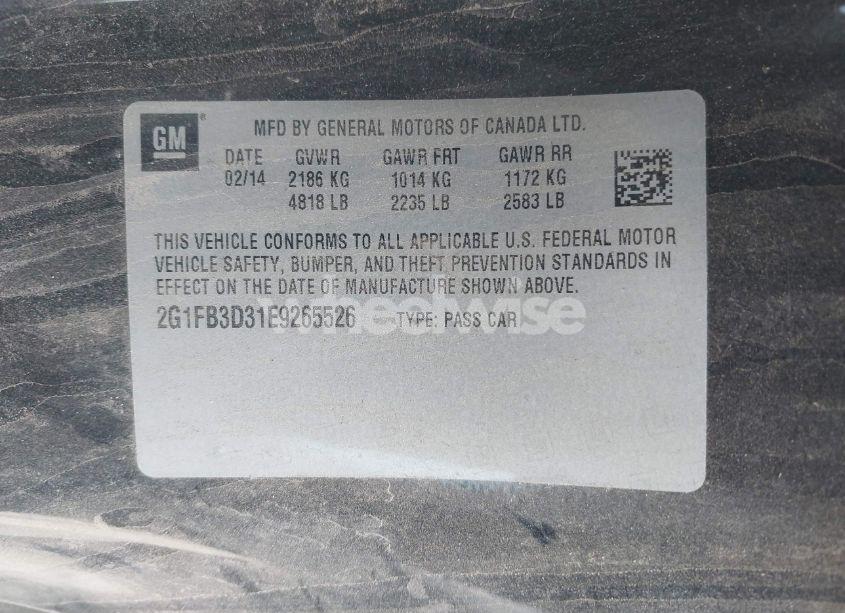 GM®
MFD BY GENERAL MOTORS OF CANADA LTD.
DATE GVWR GAWR FRT GAWR RR
02/14 2186 KG 1014 KG 1172 KG
4818 LB 2235 LB 2583 LB
THIS VEHICLE CONFORMS TO ALL APPLICABLE U.S. FEDERAL MOTOR
VEHICLE SAFETY, BUMPER, AND THEFT PREVENTION STANDARDS IN
EFFECT ON THE DATE OF MANUFACTURE SHOWN ABOVE.
2G1FB3D31E9265526 TYPE: PASS CAR
wheelwise